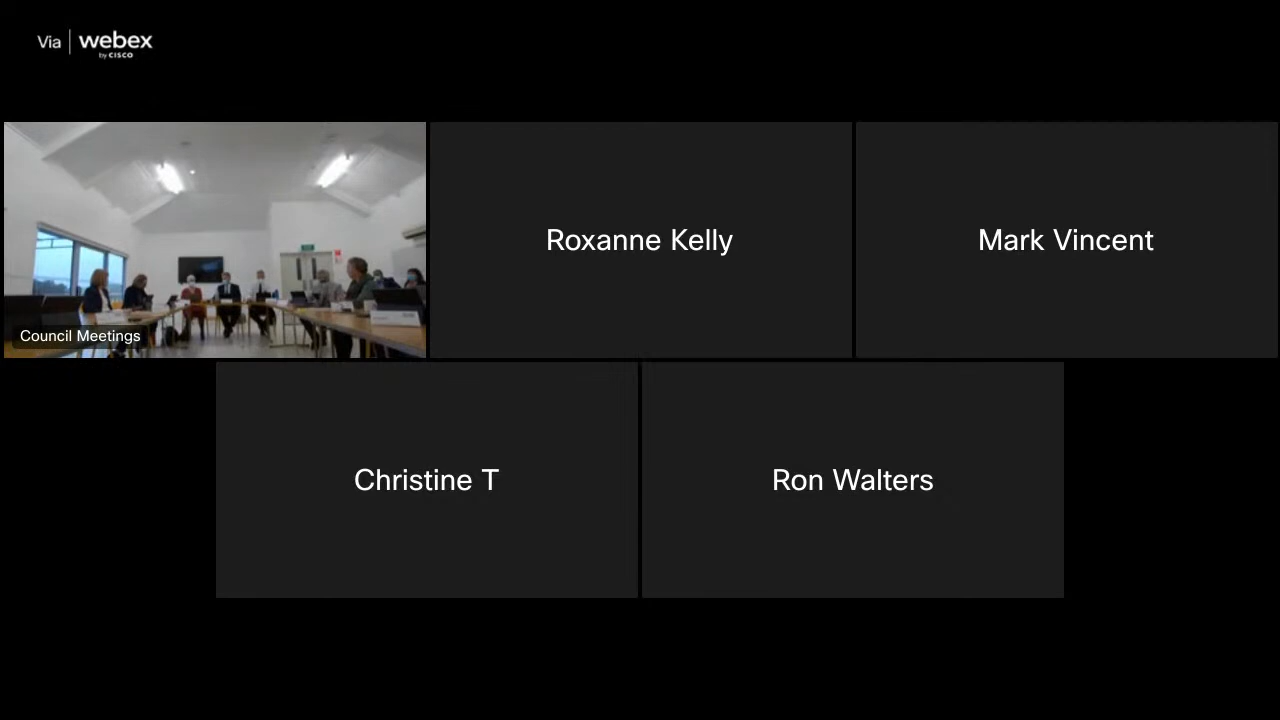 Via | webex
by CISCO
Council Meetings
Roxanne Kelly
Mark Vincent
Christine T
Ron Walters